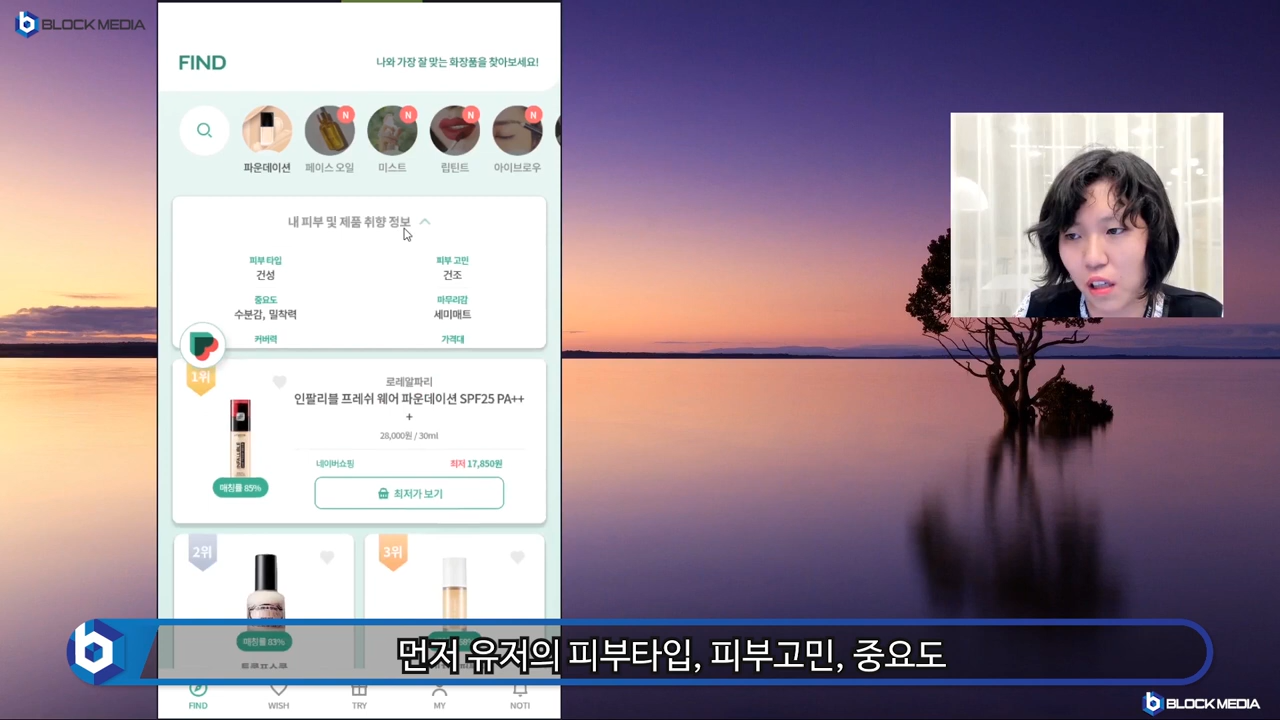 BLOCK MEDIA
FIND
나와 가장 잘 맞는 화장품을 찾아보세요!
N N N N
파운데이션 페이스 오일 미스트 립틴트 아이브로우
내 피부 및 제품 취향 정보
피부 타입 피부 고민
건성 건조
중요도 마무리감
수분감, 밀착력 세미매트
커버력 가격대
1위
로레알파리
인팔리블 프레쉬 웨어 파운데이션 SPF25 PA++
+
28,000원 / 30ml
네이버쇼핑 최저 17,850원
매칭률 85%
최저가 보기
2위 3위
매칭률 83%
먼저 유저의 피부타입, 피부고민, 중요도
FIND WISH TRY MY NOTI
BLOCK MEDIA